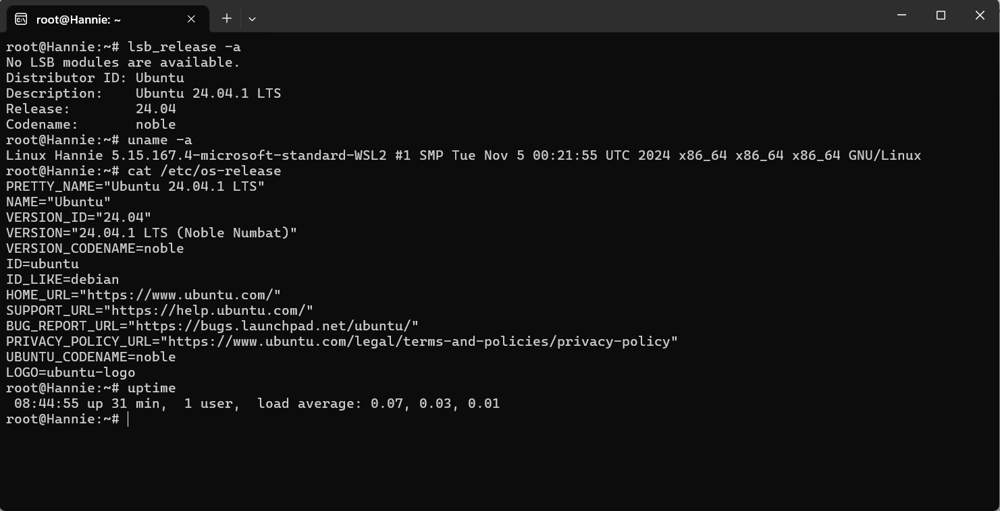 root@Hannie: ~
root@Hannie:~# lsb_release -a
No LSB modules are available.
Distributor ID: Ubuntu
Description:    Ubuntu 24.04.1 LTS
Release:        24.04
Codename:       noble
root@Hannie:~# uname -a
Linux Hannie 5.15.167.4-microsoft-standard-WSL2 #1 SMP Tue Nov 5 00:21:55 UTC 2024 x86_64 x86_64 x86_64 GNU/Linux
root@Hannie:~# cat /etc/os-release
PRETTY_NAME="Ubuntu 24.04.1 LTS"
NAME="Ubuntu"
VERSION_ID="24.04"
VERSION="24.04.1 LTS (Noble Numbat)"
VERSION_CODENAME=noble
ID=ubuntu
ID_LIKE=debian
HOME_URL="https://www.ubuntu.com/"
SUPPORT_URL="https://help.ubuntu.com/"
BUG_REPORT_URL="https://bugs.launchpad.net/ubuntu/"
PRIVACY_POLICY_URL="https://www.ubuntu.com/legal/terms-and-policies/privacy-policy"
UBUNTU_CODENAME=noble
LOGO=ubuntu-logo
root@Hannie:~# uptime
 08:44:55 up 31 min,  1 user,  load average: 0.07, 0.03, 0.01
root@Hannie:~#